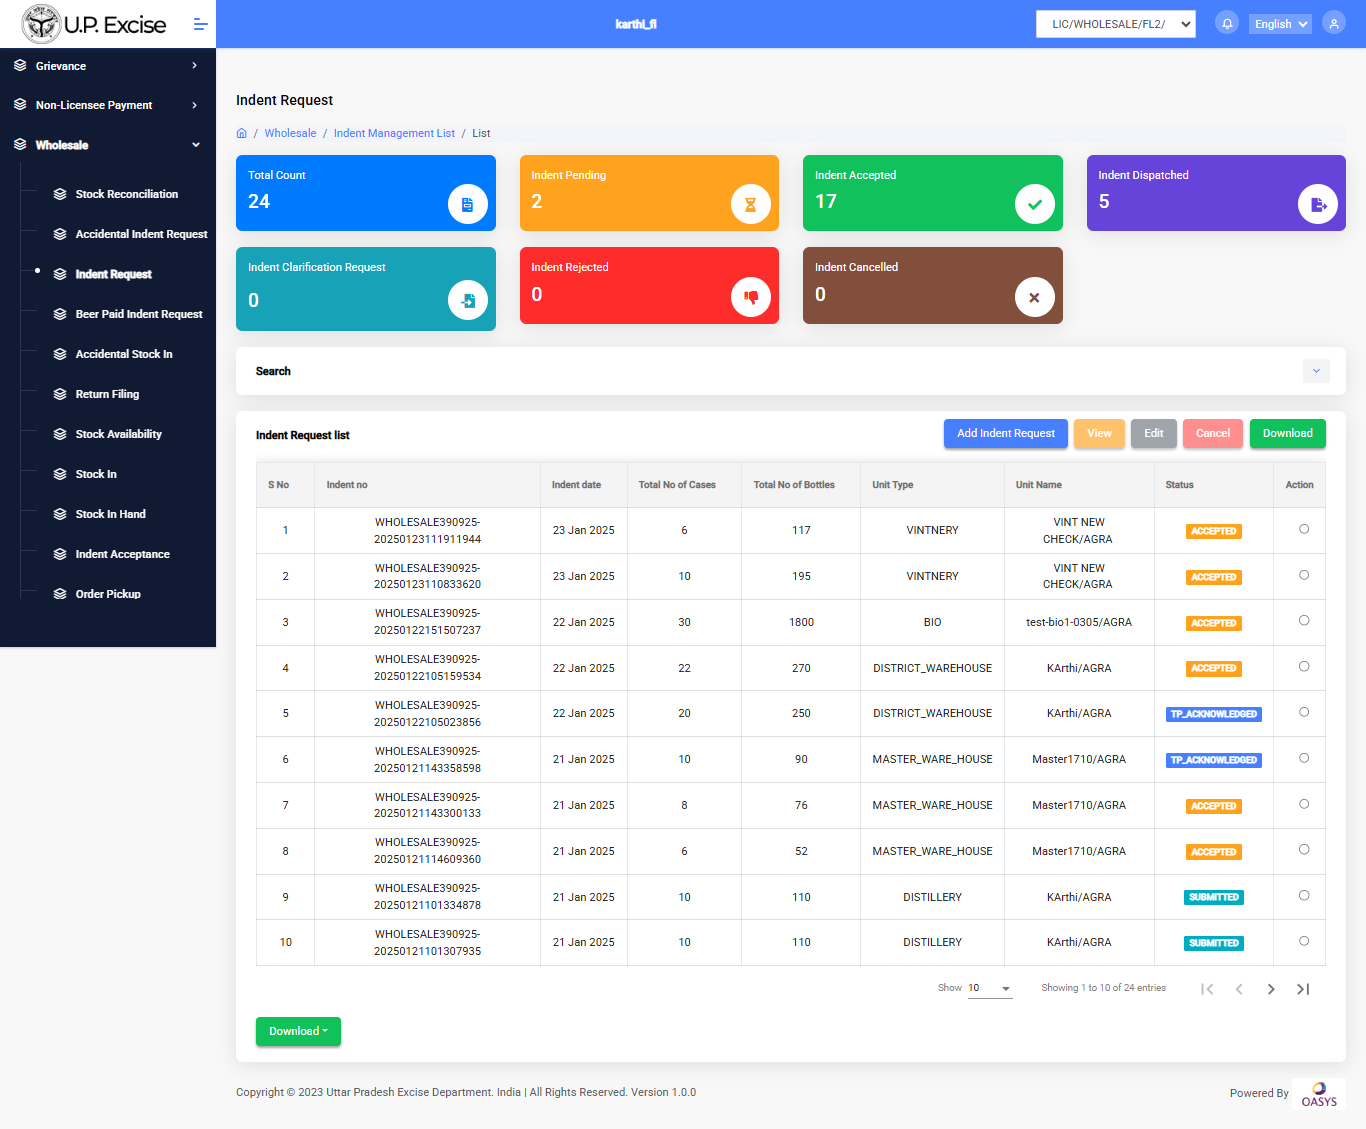 U.P. Excise
karthi_fl
LIC/WHOLESALE/FL2/
English
Grievance
Non-Licensee Payment
Wholesale
Stock Reconciliation
Accidental Indent Request
Indent Request
Beer Paid Indent Request
Accidental Stock In
Return Filing
Stock Availability
Stock In
Stock In Hand
Indent Acceptance
Order Pickup
Indent Request
/ Wholesale / Indent Management List / List
Total Count
24
Indent Pending
2
Indent Accepted
17
Indent Dispatched
5
Indent Clarification Request
0
Indent Rejected
0
Indent Cancelled
0
Search
Indent Request list
Add Indent Request View Edit Cancel Download
S No Indent no Indent date Total No of Cases Total No of Bottles Unit Type Unit Name Status Action
1 WHOLESALE390925-20250123111911944 23 Jan 2025 6 117 VINTNERY VINT NEW CHECK/AGRA ACCEPTED
2 WHOLESALE390925-20250123110833620 23 Jan 2025 10 195 VINTNERY VINT NEW CHECK/AGRA ACCEPTED
3 WHOLESALE390925-20250122151507237 22 Jan 2025 30 1800 BIO test-bio1-0305/AGRA ACCEPTED
4 WHOLESALE390925-20250122105159534 22 Jan 2025 22 270 DISTRICT_WAREHOUSE KArthi/AGRA ACCEPTED
5 WHOLESALE390925-20250122105023856 22 Jan 2025 20 250 DISTRICT_WAREHOUSE KArthi/AGRA TP_ACKNOWLEDGED
6 WHOLESALE390925-20250121143358598 21 Jan 2025 10 90 MASTER_WARE_HOUSE Master1710/AGRA TP_ACKNOWLEDGED
7 WHOLESALE390925-20250121143300133 21 Jan 2025 8 76 MASTER_WARE_HOUSE Master1710/AGRA ACCEPTED
8 WHOLESALE390925-20250121114609360 21 Jan 2025 6 52 MASTER_WARE_HOUSE Master1710/AGRA ACCEPTED
9 WHOLESALE390925-20250121101334878 21 Jan 2025 10 110 DISTILLERY KArthi/AGRA SUBMITTED
10 WHOLESALE390925-20250121101307935 21 Jan 2025 10 110 DISTILLERY KArthi/AGRA SUBMITTED
Show 10 Showing 1 to 10 of 24 entries
Download
Copyright © 2023 Uttar Pradesh Excise Department. India | All Rights Reserved. Version 1.0.0
Powered By OASYS